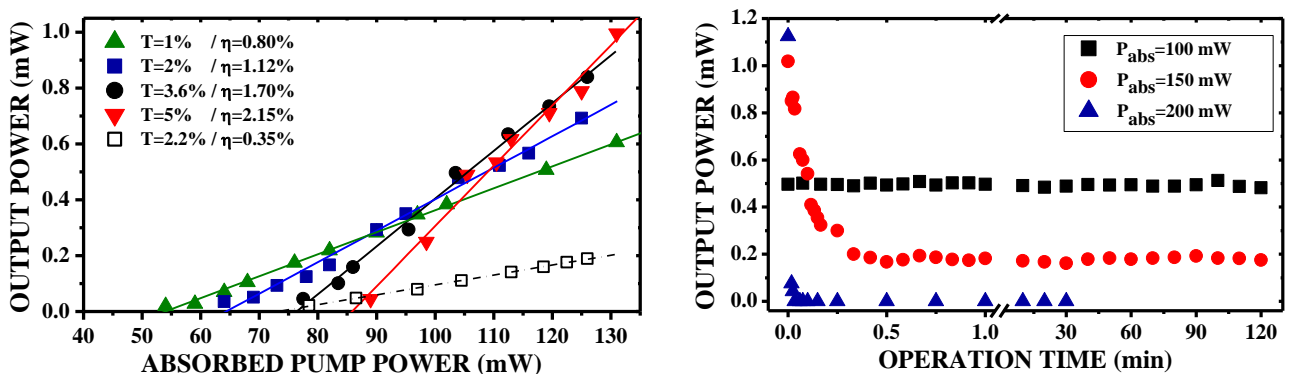 OUTPUT POWER (mW)
1.0
0.8
0.6
0.4
0.2
0.0
T=1% / η=0.80%
T=2% / η=1.12%
T=3.6% / η=1.70%
T=5% / η=2.15%
T=2.2% / η=0.35%
40 50 60 70 80 90 100 110 120 130
ABSORBED PUMP POWER (mW)
OUTPUT POWER (mW)
1.2
1.0
0.8
0.6
0.4
0.2
0.0
Pabs=100 mW
Pabs=150 mW
Pabs=200 mW
0.0 0.5 1.0 30 60 90 120
OPERATION TIME (min)